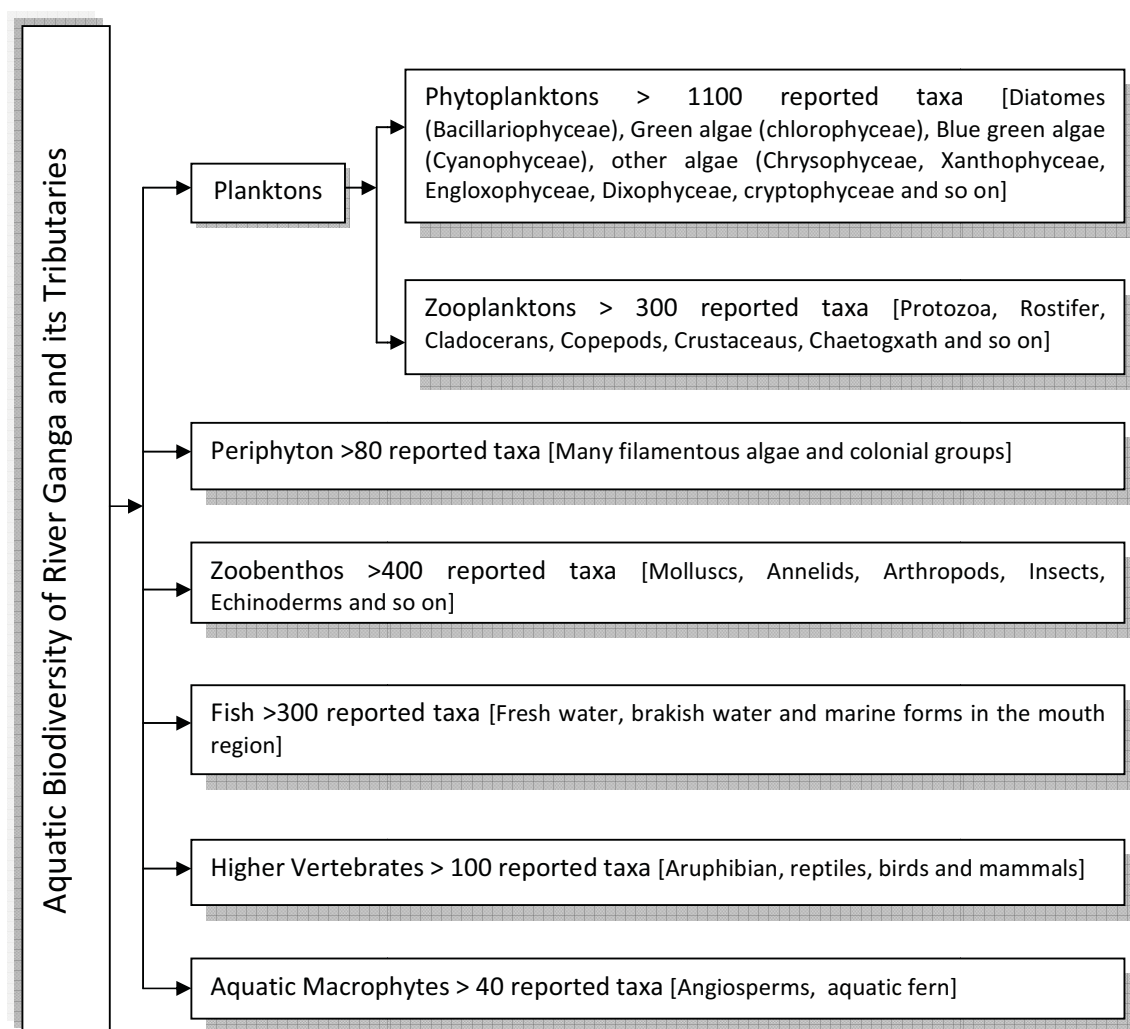 Aquatic Biodiversity of River Ganga and its Tributaries
Planktons
Phytoplanktons > 1100 reported taxa [Diatomes
(Bacillariophyceae), Green algae (chlorophyceae), Blue green algae
(Cyanophyceae), other algae (Chrysophyceae, Xanthophyceae,
Engloxophyceae, Dixophyceae, cryptophyceae and so on]
Zooplanktons > 300 reported taxa [Protozoa, Rostifer,
Cladocerans, Copepods, Crustaceaus, Chaetogxath and so on]
Periphyton >80 reported taxa [Many filamentous algae and colonial groups]
Zoobenthos >400 reported taxa [Molluscs, Annelids, Arthropods, Insects,
Echinoderms and so on]
Fish >300 reported taxa [Fresh water, brakish water and marine forms in the mouth
region]
Higher Vertebrates > 100 reported taxa [Aruphibian, reptiles, birds and mammals]
Aquatic Macrophytes > 40 reported taxa [Angiosperms, aquatic fern]